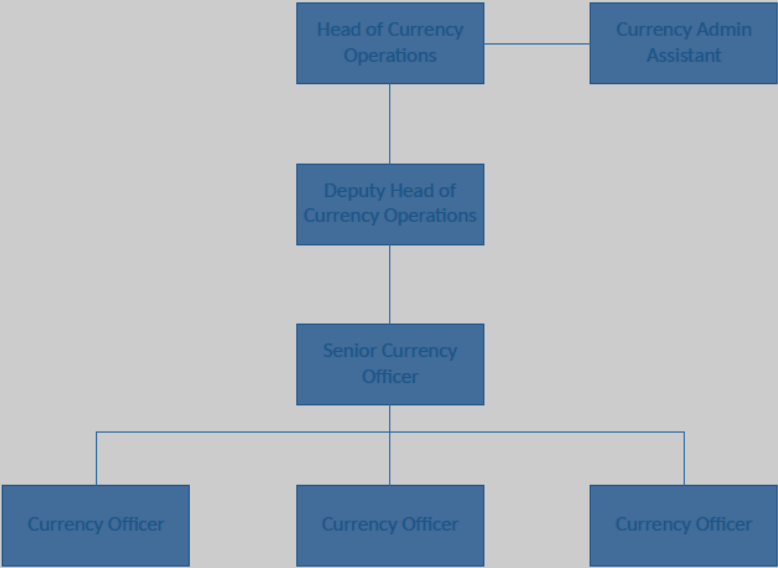 Head of Currency
Operations
Currency Admin
Assistant
Deputy Head of
Currency Operations
Senior Currency
Officer
Currency Officer
Currency Officer
Currency Officer